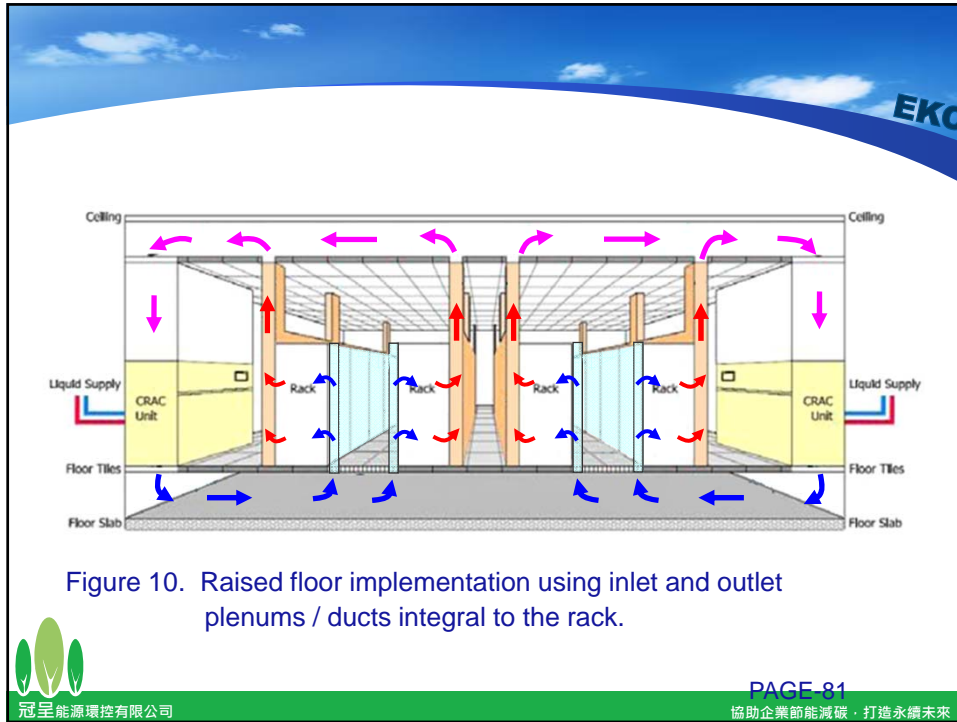 EKO
Ceiling
Ceiling
Liquid Supply
CRAC
Unit
Rack
Rack
Rack
Rack
CRAC
Unit
Liquid Supply
Floor Tiles
Floor Tiles
Floor Slab
Floor Slab
Figure 10. Raised floor implementation using inlet and outlet
plenums / ducts integral to the rack.
PAGE-81
冠呈能源環控有限公司
協助企業節能減碳．打造永續未來